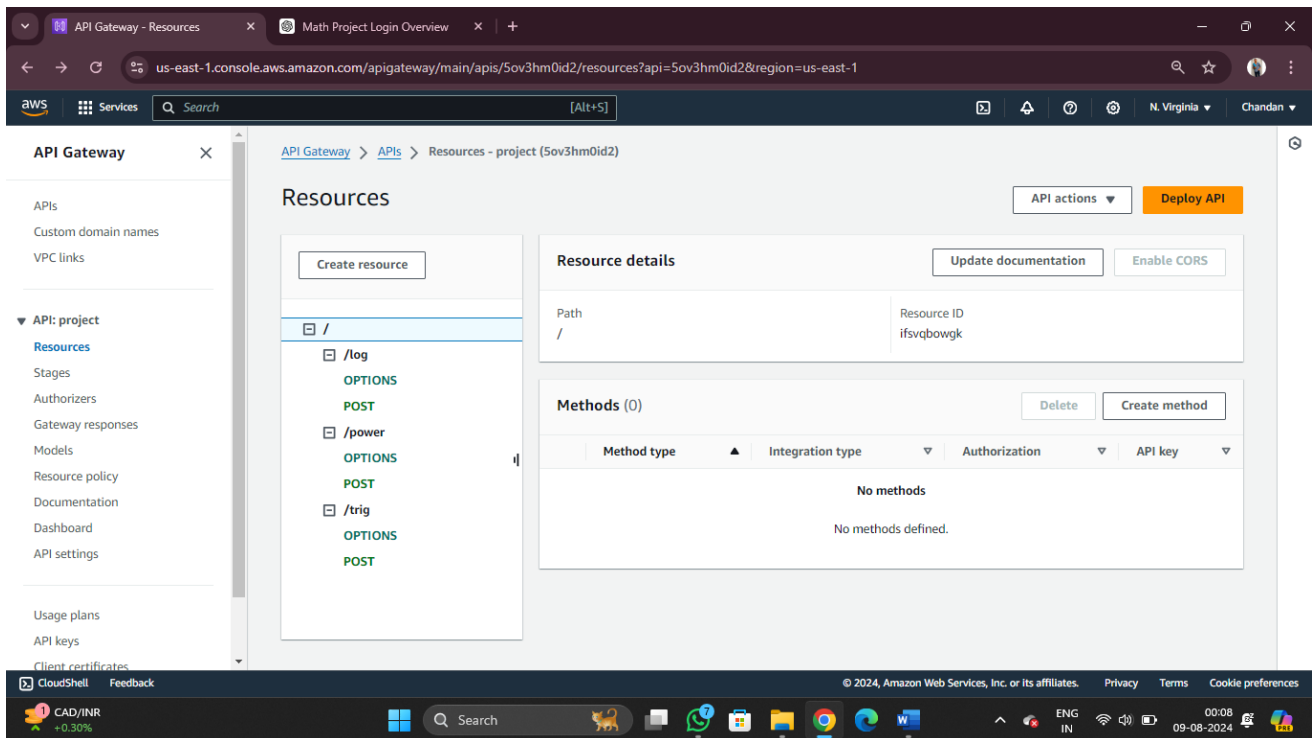 API Gateway - Resources
Math Project Login Overview
us-east-1.console.aws.amazon.com/apigateway/main/apis/5ov3hm0id2/resources?api=5ov3hm0id2&region=us-east-1
aws Services Search [Alt+S] N. Virginia Chandan
API Gateway
APIs
Custom domain names
VPC links
API: project
Resources
Stages
Authorizers
Gateway responses
Models
Resource policy
Documentation
Dashboard
API settings
Usage plans
API keys
Client certificates
API Gateway > APIs > Resources - project (5ov3hm0id2)
Resources
API actions
Deploy API
Create resource
/
/log
OPTIONS
POST
/power
OPTIONS
POST
/trig
OPTIONS
POST
Resource details
Update documentation
Enable CORS
Path
/
Resource ID
ifsvqbowgk
Methods (0)
Delete
Create method
Method type Integration type Authorization API key
No methods
No methods defined.
CloudShell Feedback © 2024, Amazon Web Services, Inc. or its affiliates. Privacy Terms Cookie preferences
1
CAD/INR
+0.30%
Search
7
ENG
IN
00:08
09-08-2024
PRE